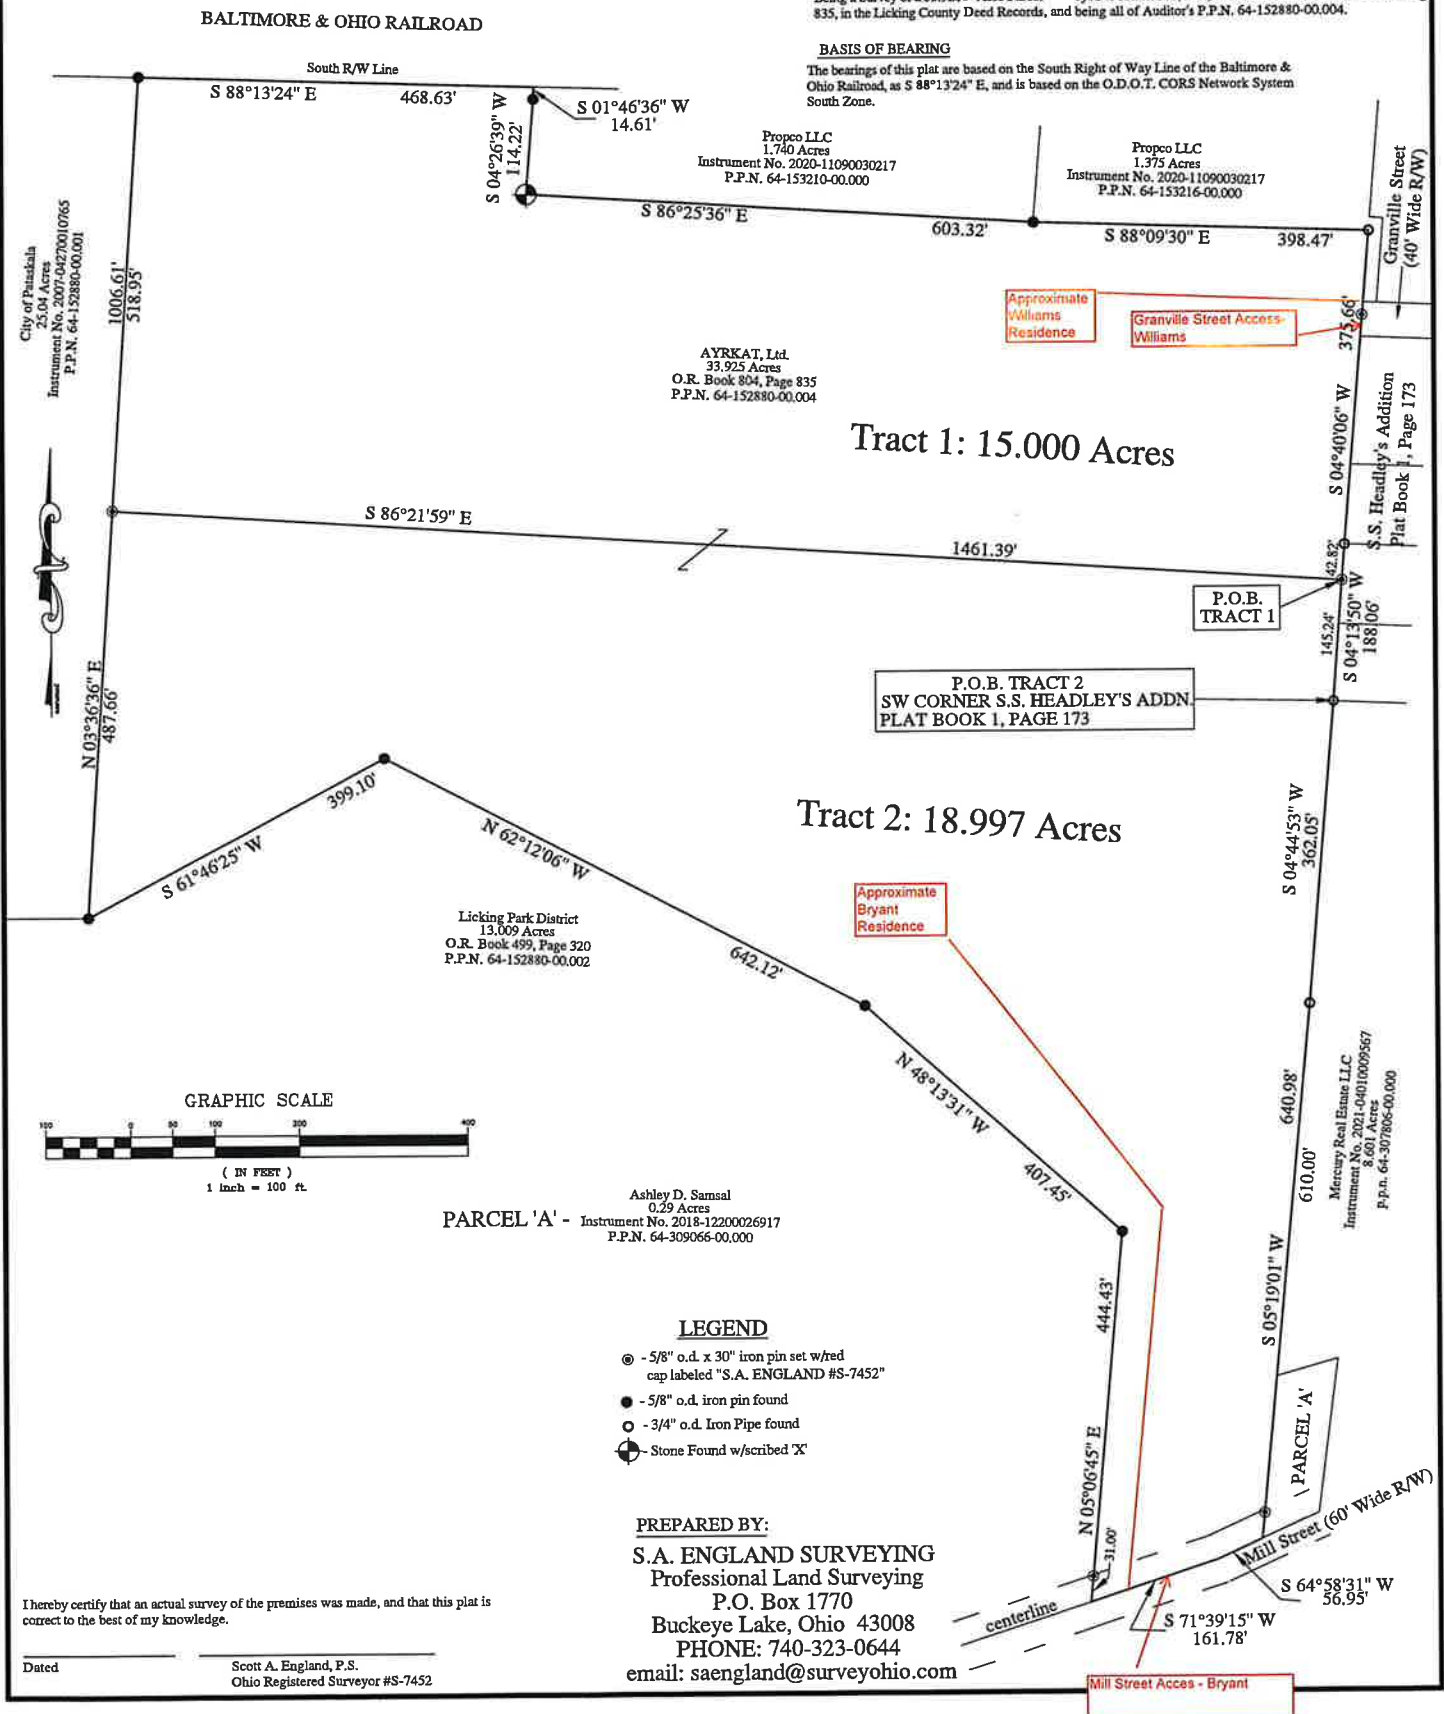 835, in the Licking County Deed Records, and being all of Auditor's P.P.N. 64-152880-00.004.
BASIS OF BEARING
The bearings of this plat are based on the South Right of Way Line of the Baltimore &
Ohio Railroad, as S 88°13'24" E, and is based on the O.D.O.T. CORS Network System
South Zone.
BALTIMORE & OHIO RAILROAD
South R/W Line
S 88°13'24" E
468.63'
S 01°46'36" W
14.61'
S 04°26'39" W
114.22'
Propco LLC
1.740 Acres
Instrument No. 2020-11090030217
P.P.N. 64-153210-00.000
Propco LLC
1.375 Acres
Instrument No. 2020-11090030217
P.P.N. 64-153216-00.000
Granville Street
(40' Wide R/W)
S 86°25'36" E
603.32'
S 88°09'30" E
398.47'
City of Pataskala
25.04 Acres
Instrument No. 2007-042700010765
P.P.N. 64-152880-00.001
1006.61'
518.95'
Approximate
Williams
Residence
Granville Street Access-
Williams
375.66'
AYRKAT, Ltd.
33.925 Acres
O.R. Book 804, Page 835
P.P.N. 64-152880-00.004
Tract 1: 15.000 Acres
S 04°40'06" W
S.S. Headley's Addition
Plat Book 1, Page 173
S 86°21'59" E
1461.39'
42.82'
P.O.B.
TRACT 1
145.24'
S 04°13'50" W
188.06'
N 03°36'36" E
487.66'
P.O.B. TRACT 2
SW CORNER S.S. HEADLEY'S ADDN.
PLAT BOOK 1, PAGE 173
399.10'
S 61°46'25" W
N 62°12'06" W
642.12'
Tract 2: 18.997 Acres
S 04°44'53" W
362.05'
Approximate
Bryant
Residence
Licking Park District
13.009 Acres
O.R. Book 499, Page 320
P.P.N. 64-152880-00.002
N 48°13'31" W
407.45'
640.98'
610.00'
S 05°19'01" W
Mercury Real Estate LLC
Instrument No. 2021-04010009567
8.601 Acres
p.p.n. 64-307806-00.000
GRAPHIC SCALE
100 0 50 100 200 400
( IN FEET )
1 inch = 100 ft.
PARCEL 'A' -
Ashley D. Samsal
0.29 Acres
Instrument No. 2018-12200026917
P.P.N. 64-309066-00.000
444.43'
N 05°06'45" E
31.00'
LEGEND
- 5/8" o.d. x 30" iron pin set w/red
cap labeled "S.A. ENGLAND #S-7452"
- 5/8" o.d. iron pin found
- 3/4" o.d. Iron Pipe found
- Stone Found w/scribed 'X'
PARCEL 'A'
Mill Street (60' Wide R/W)
centerline
S 64°58'31" W
56.95'
S 71°39'15" W
161.78'
Mill Street Acces - Bryant
PREPARED BY:
S.A. ENGLAND SURVEYING
Professional Land Surveying
P.O. Box 1770
Buckeye Lake, Ohio 43008
PHONE: 740-323-0644
email: saengland@surveyohio.com
I hereby certify that an actual survey of the premises was made, and that this plat is
correct to the best of my knowledge.
Dated
Scott A. England, P.S.
Ohio Registered Surveyor #S-7452